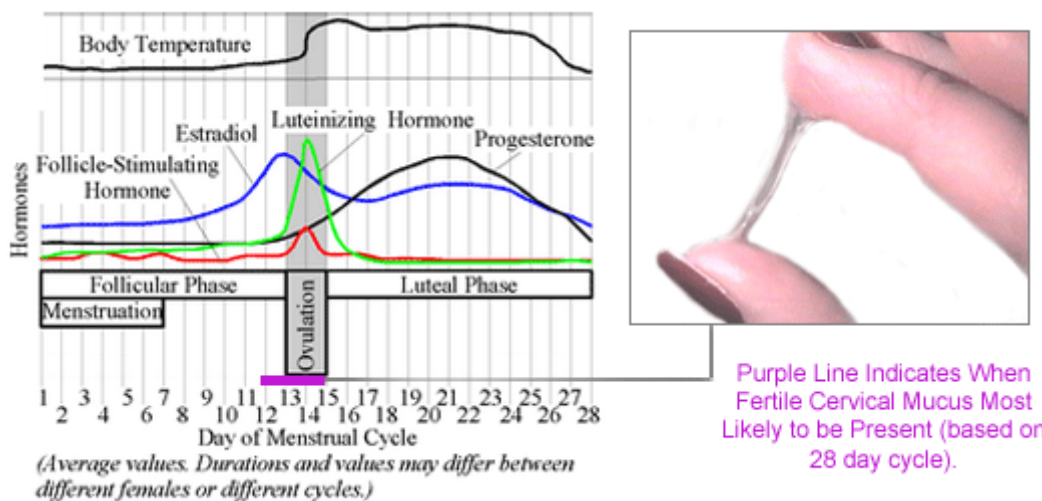 Body Temperature
Luteinizing Hormone
Estradiol
Progesterone
Follicle-Stimulating
Hormone
Hormones
Follicular Phase
Luteal Phase
Menstruation
Ovulation
1 3 5 7 9 11 13 15 17 19 21 23 25 27
2 4 6 8 10 12 14 16 18 20 22 24 26 28
Day of Menstrual Cycle
(Average values. Durations and values may differ between
different females or different cycles.)
Purple Line Indicates When
Fertile Cervical Mucus Most
Likely to be Present (based on
28 day cycle).